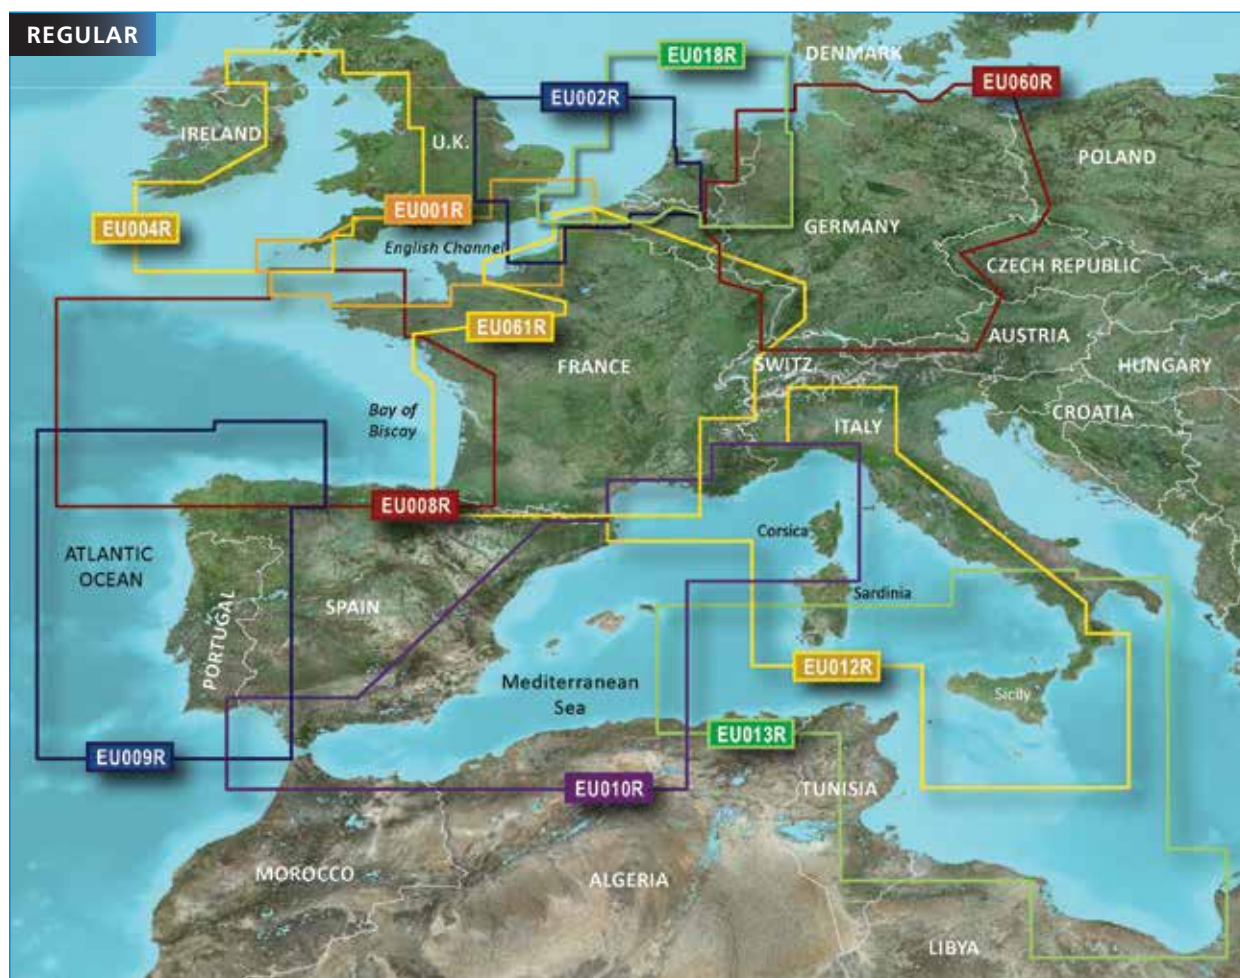 REGULAR
EU018R
DENMARK
EU060R
EU002R
IRELAND
U.K.
POLAND
EU004R
EU001R
GERMANY
English Channel
CZECH REPUBLIC
EU061R
AUSTRIA
FRANCE
SWITZ.
HUNGARY
Bay of
Biscay
CROATIA
ITALY
EU008R
Corsica
ATLANTIC
OCEAN
Sardinia
SPAIN
PORTUGAL
EU012R
Mediterranean
Sea
Sicily
EU013R
EU009R
EU010R
TUNISIA
MOROCCO
ALGERIA
LIBYA